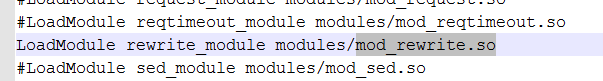 #LoadModule request_module modules/mod_request.so
#LoadModule reqtimeout_module modules/mod_reqtimeout.so
LoadModule rewrite_module modules/mod_rewrite.so
#LoadModule sed_module modules/mod_sed.so